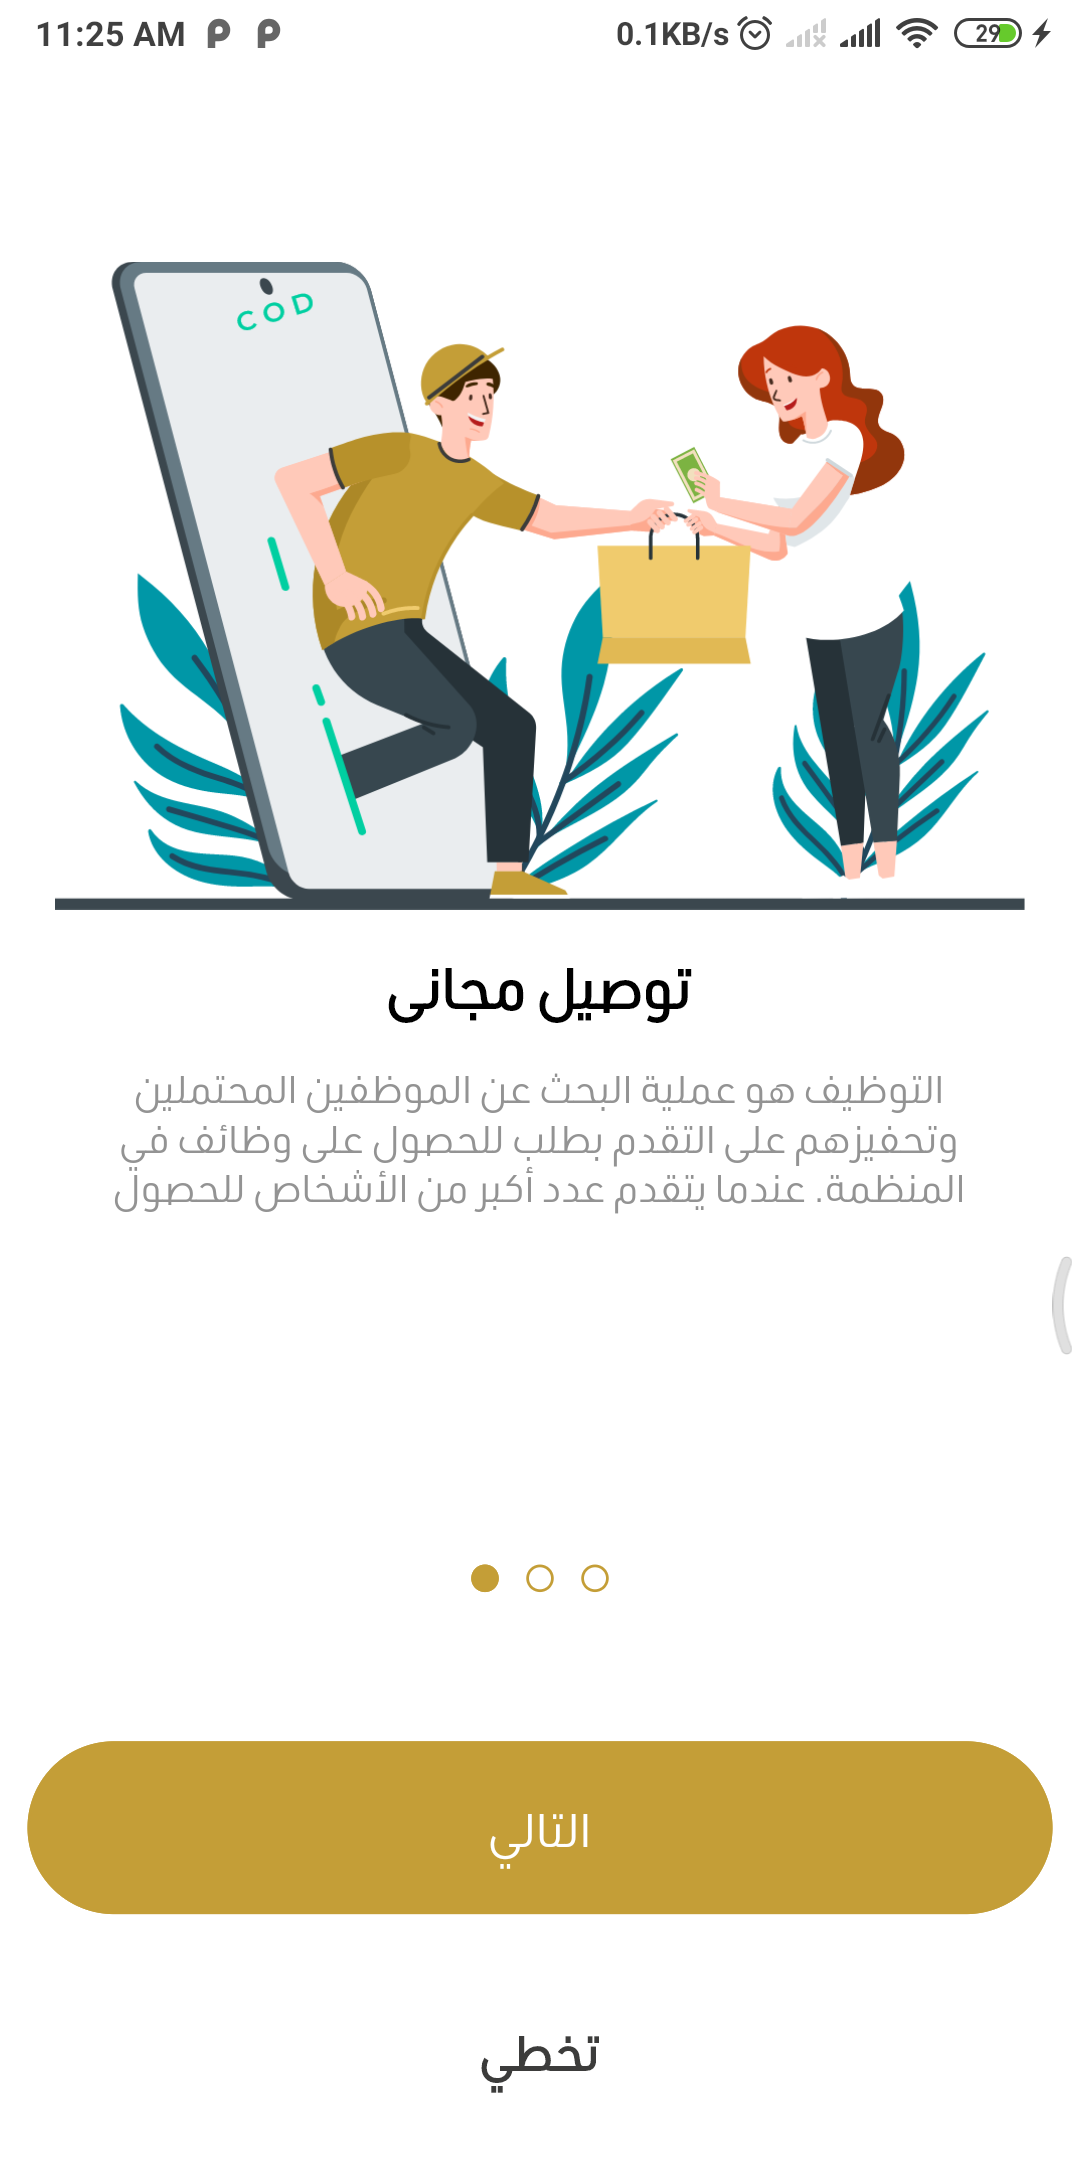 11:25 AM
0.1KB/s
29
COD
توصيل مجانى
التوظيف هو عملية البحث عن الموظفين المحتملين
وتحفيزهم على التقدم بطلب للحصول على وظائف في
المنظمة. عندما يتقدم عدد أكبر من الأشخاص للحصول
التالي
تخطي